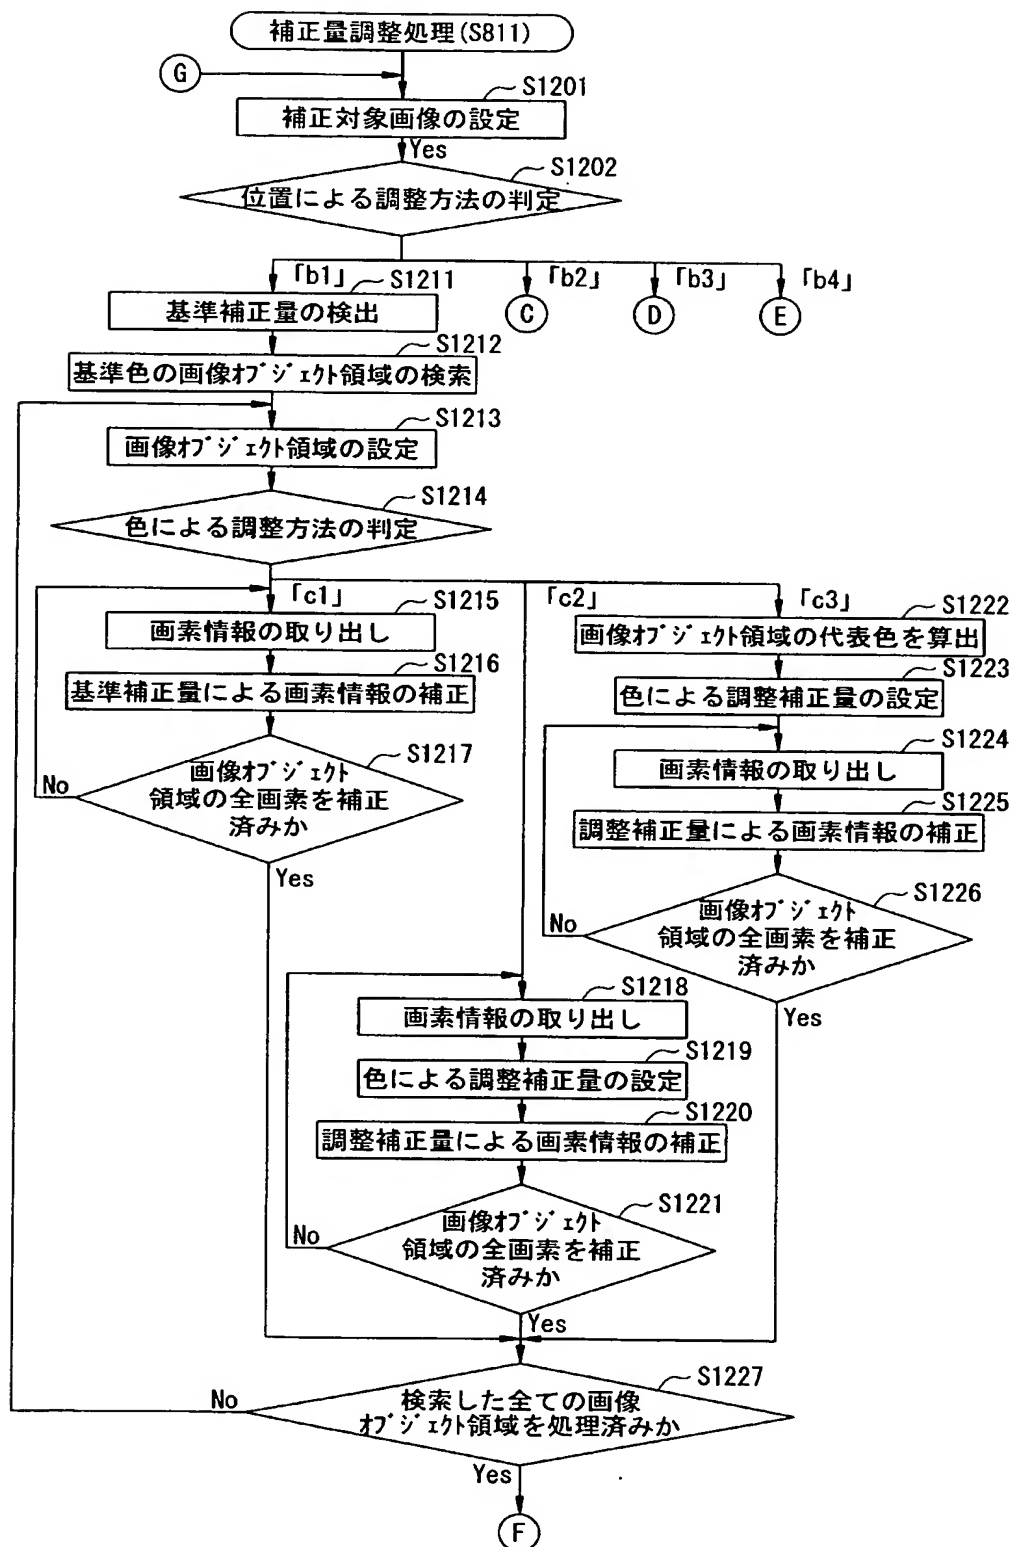 補正量調整処理(S811)
G
S1201
補正対象画像の設定
Yes
S1202
位置による調整方法の判定
「b1」
S1211
「b2」
「b3」
「b4」
基準補正量の検出
C
D
E
S1212
基準色の画像オブジェクト領域の検索
S1213
画像オブジェクト領域の設定
S1214
色による調整方法の判定
「c1」
S1215
画素情報の取り出し
S1216
基準補正量による画素情報の補正
S1217
画像オブジェクト
領域の全画素を補正
済みか
No
Yes
「c2」
「c3」
S1222
画像オブジェクト領域の代表色を算出
S1223
色による調整補正量の設定
S1224
画素情報の取り出し
S1225
調整補正量による画素情報の補正
S1226
画像オブジェクト
領域の全画素を補正
済みか
No
Yes
S1218
画素情報の取り出し
S1219
色による調整補正量の設定
S1220
調整補正量による画素情報の補正
S1221
画像オブジェクト
領域の全画素を補正
済みか
No
Yes
S1227
検索した全ての画像
オブジェクト領域を処理済みか
No
Yes
F